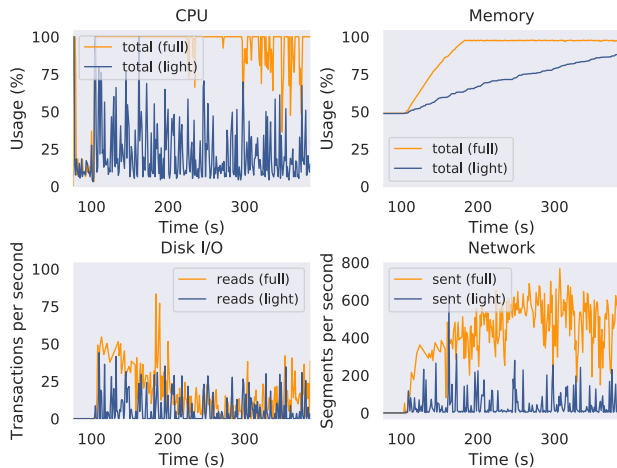 CPU
100
75
50
25
0
Usage (%)
total (full)
total (light)
100
200
300
Time (s)
Memory
100
75
50
25
0
Usage (%)
total (full)
total (light)
100
200
300
Time (s)
Disk I/O
100
75
50
25
0
Transactions per second
reads (full)
reads (light)
100
200
300
Time (s)
Network
800
600
400
200
0
Segments per second
sent (full)
sent (light)
100
200
300
Time (s)